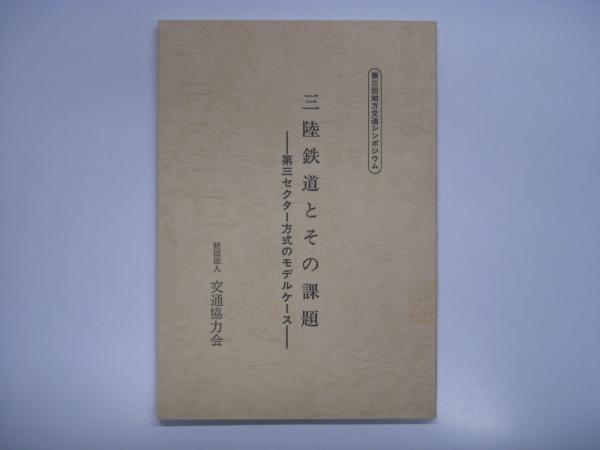 第三回地方交通シンポジウム
三陸鉄道とその課題
――第三セクター方式のモデルケース――
財団法人 交通協力会